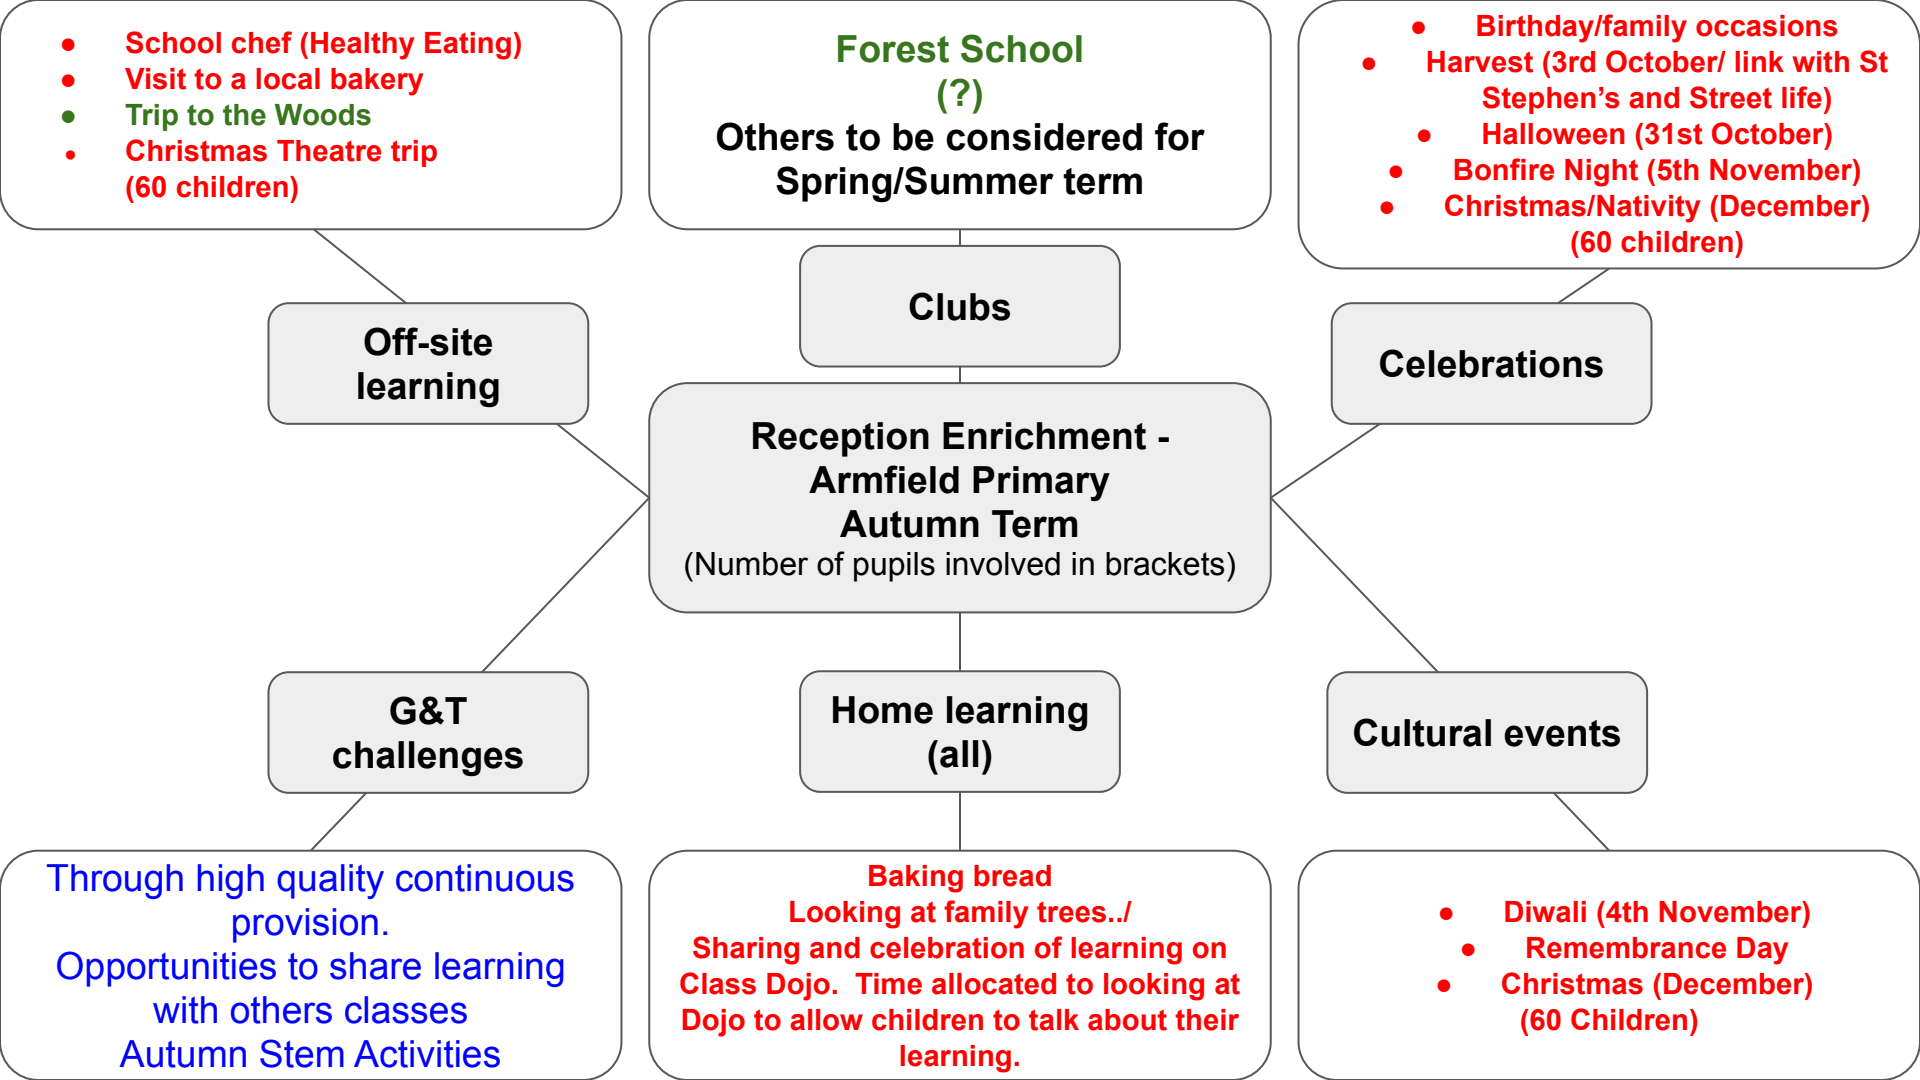 ● School chef (Healthy Eating)
● Visit to a local bakery
● Trip to the Woods
● Christmas Theatre trip
(60 children)
Forest School
(?)
Others to be considered for
Spring/Summer term
● Birthday/family occasions
● Harvest (3rd October/ link with St
Stephen’s and Street life)
● Halloween (31st October)
● Bonfire Night (5th November)
● Christmas/Nativity (December)
(60 children)
Off-site
learning
Clubs
Celebrations
Reception Enrichment -
Armfield Primary
Autumn Term
(Number of pupils involved in brackets)
G&T
challenges
Home learning
(all)
Cultural events
Through high quality continuous
provision.
Opportunities to share learning
with others classes
Autumn Stem Activities
Baking bread
Looking at family trees../
Sharing and celebration of learning on
Class Dojo.  Time allocated to looking at
Dojo to allow children to talk about their
learning.
● Diwali (4th November)
● Remembrance Day
● Christmas (December)
(60 Children)